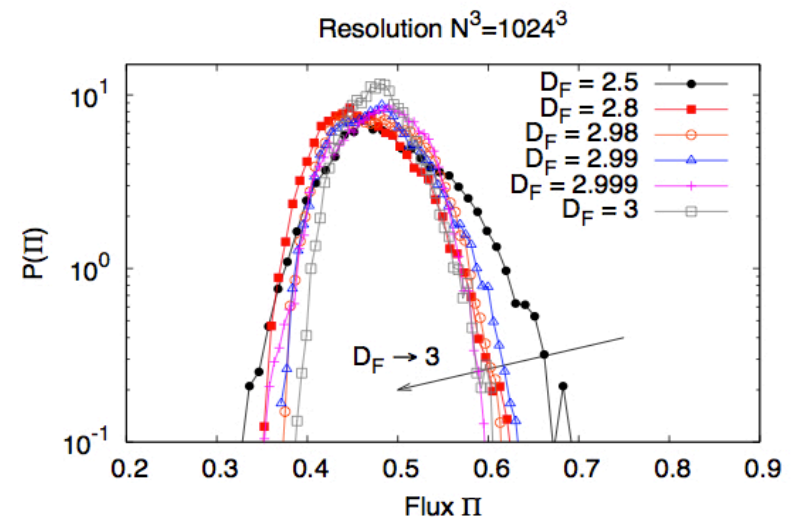 Resolution N³=1024³
D_F = 2.5
D_F = 2.8
D_F = 2.98
D_F = 2.99
D_F = 2.999
D_F = 3
P(Π)
10¹
10⁰
10⁻¹
D_F → 3
0.2 0.3 0.4 0.5 0.6 0.7 0.8 0.9
Flux Π